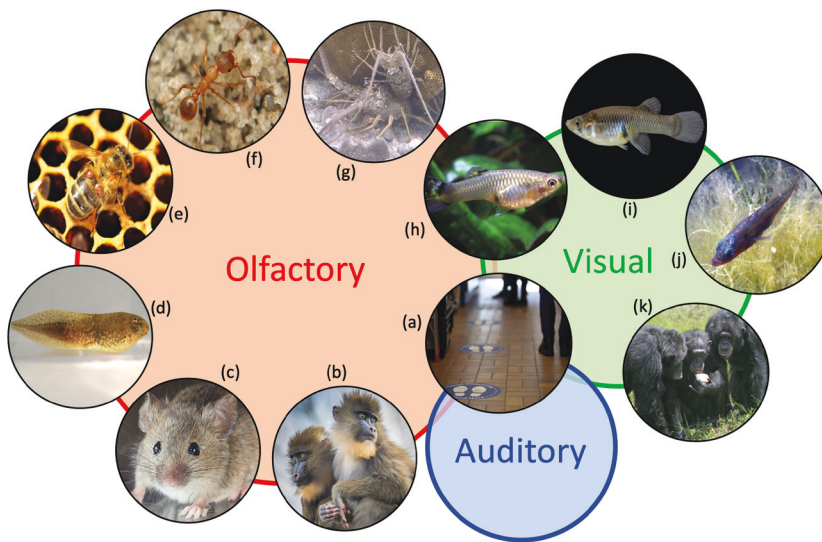 (f)
(g)
(e)
(h)
(i)
Olfactory
Visual
(j)
(d)
(a)
(k)
(c)
(b)
Auditory